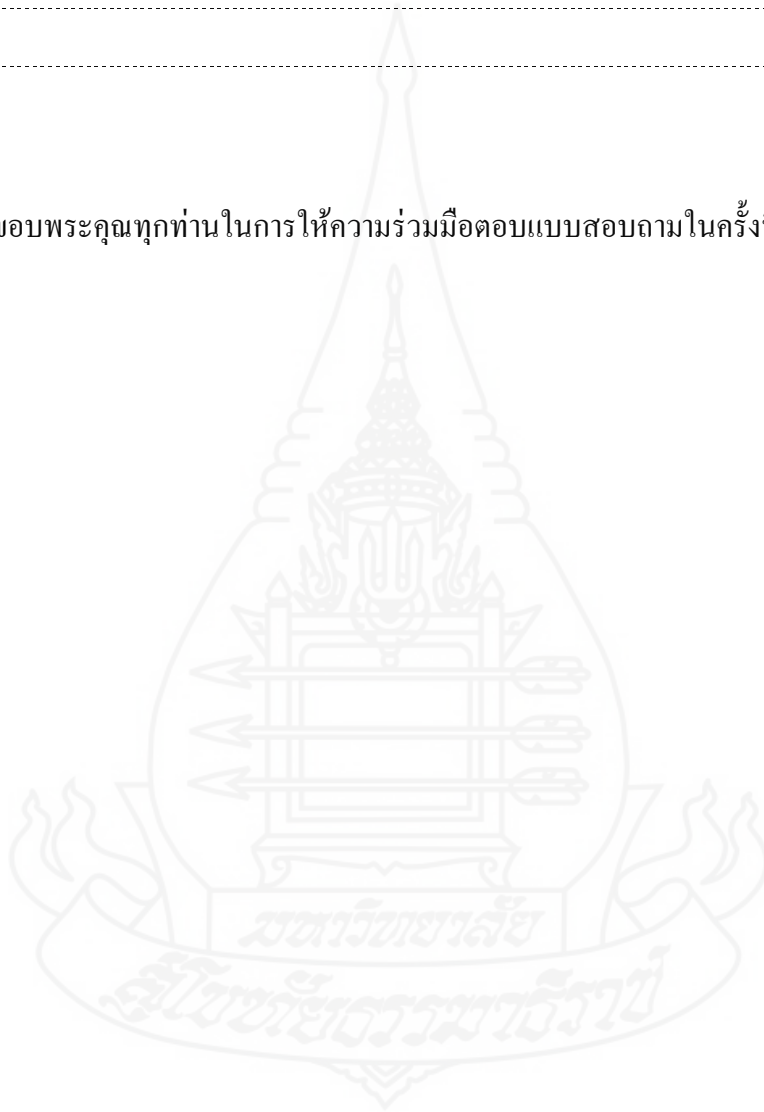 ขอบพระคุณทุกท่านในการให้ความร่วมมือตอบแบบสอบถามในครั้ง
มหาวิทยาลัย
สุโขทัยธรรมาธิราช